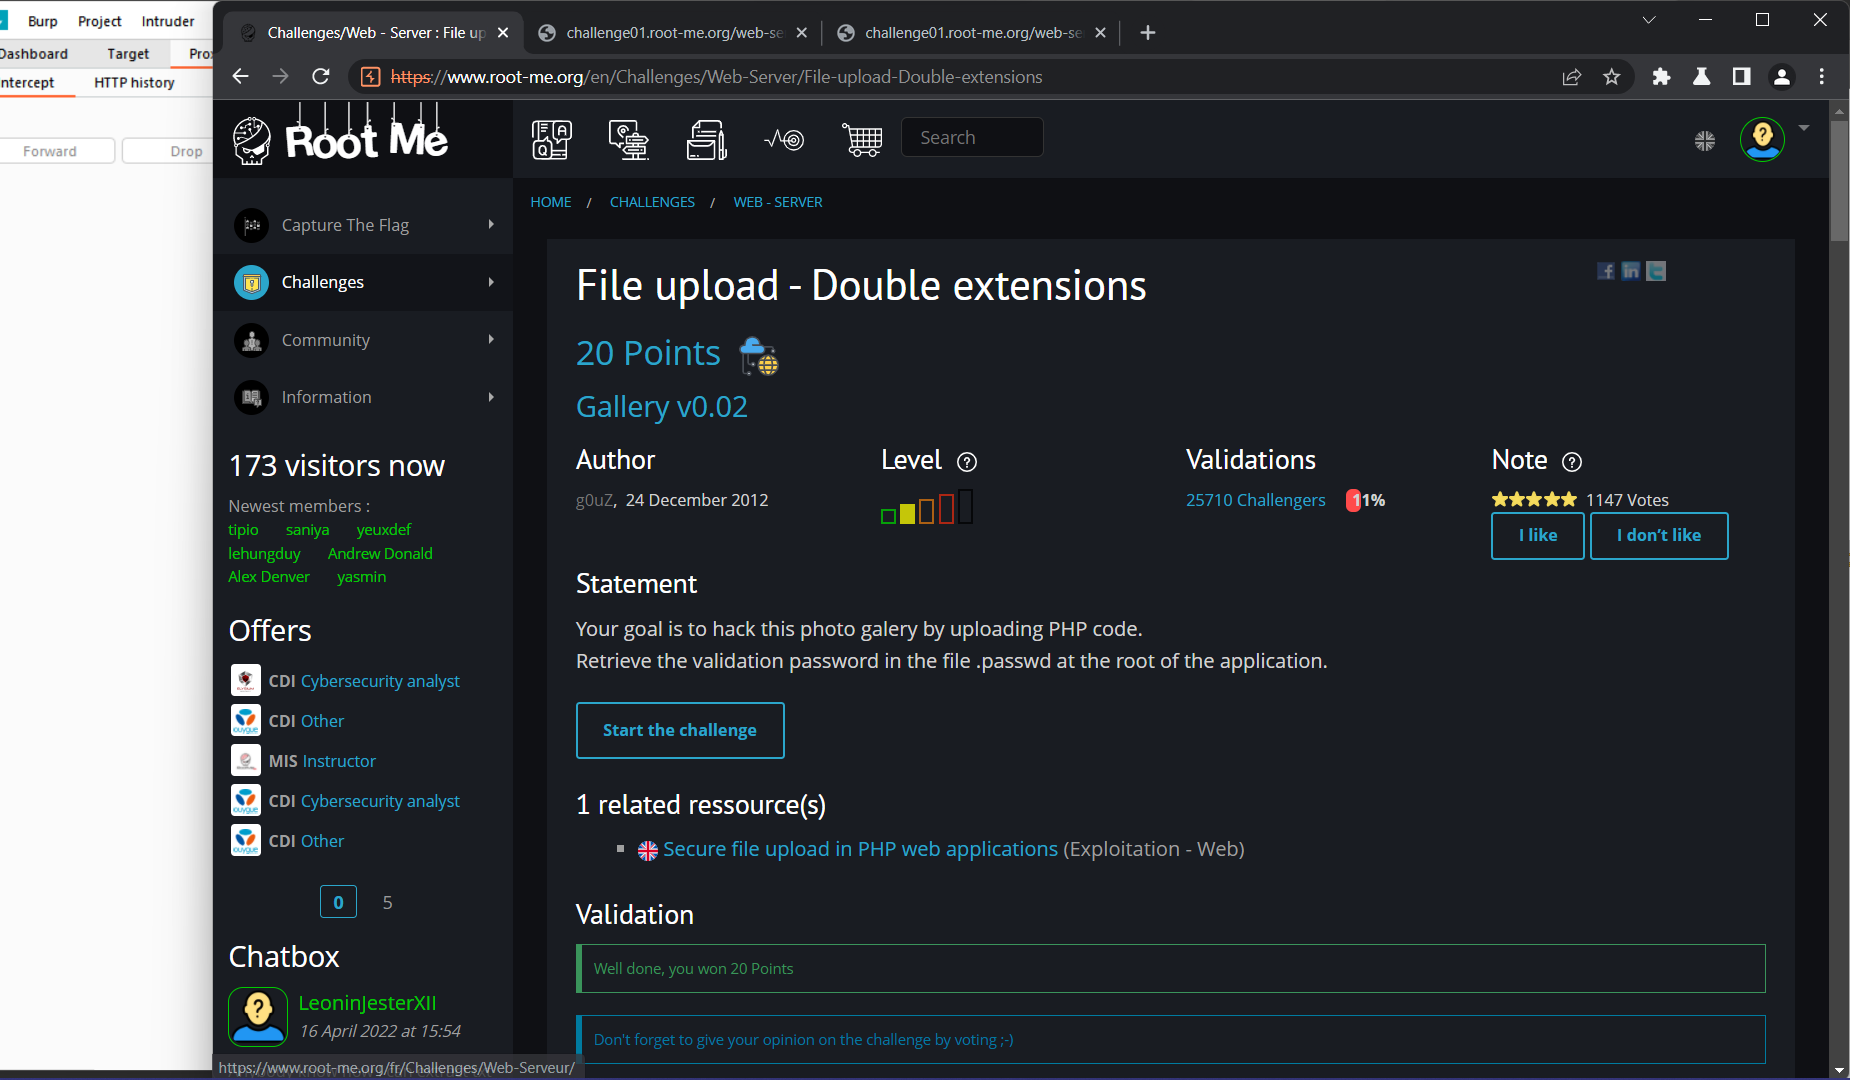 Burp Project Intruder
Dashboard Target Pro
ntercept HTTP history
Forward Drop
Challenges/Web - Server : File up
challenge01.root-me.org/web-se
challenge01.root-me.org/web-se
https://www.root-me.org/en/Challenges/Web-Server/File-upload-Double-extensions
Root Me
Q A
Search
HOME / CHALLENGES / WEB - SERVER
Capture The Flag
Challenges
Community
Information
173 visitors now
Newest members :
tipio saniya yeuxdef
lehungduy Andrew Donald
Alex Denver yasmin
Offers
CDI Cybersecurity analyst
CDI Other
MIS Instructor
CDI Cybersecurity analyst
CDI Other
0 5
Chatbox
LeoninJesterXII
16 April 2022 at 15:54
https://www.root-me.org/fr/Challenges/Web-Serveur/
File upload - Double extensions
20 Points
Gallery v0.02
Author
g0uZ, 24 December 2012
Level ?
Validations
25710 Challengers 11%
Note ?
1147 Votes
I like I don’t like
Statement
Your goal is to hack this photo galery by uploading PHP code.
Retrieve the validation password in the file .passwd at the root of the application.
Start the challenge
1 related ressource(s)
Secure file upload in PHP web applications (Exploitation - Web)
Validation
Well done, you won 20 Points
Don't forget to give your opinion on the challenge by voting ;-)